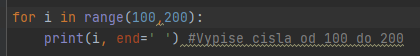 for i in range(100,200):
    print(i, end=' ') #Vypise cisla od 100 do 200